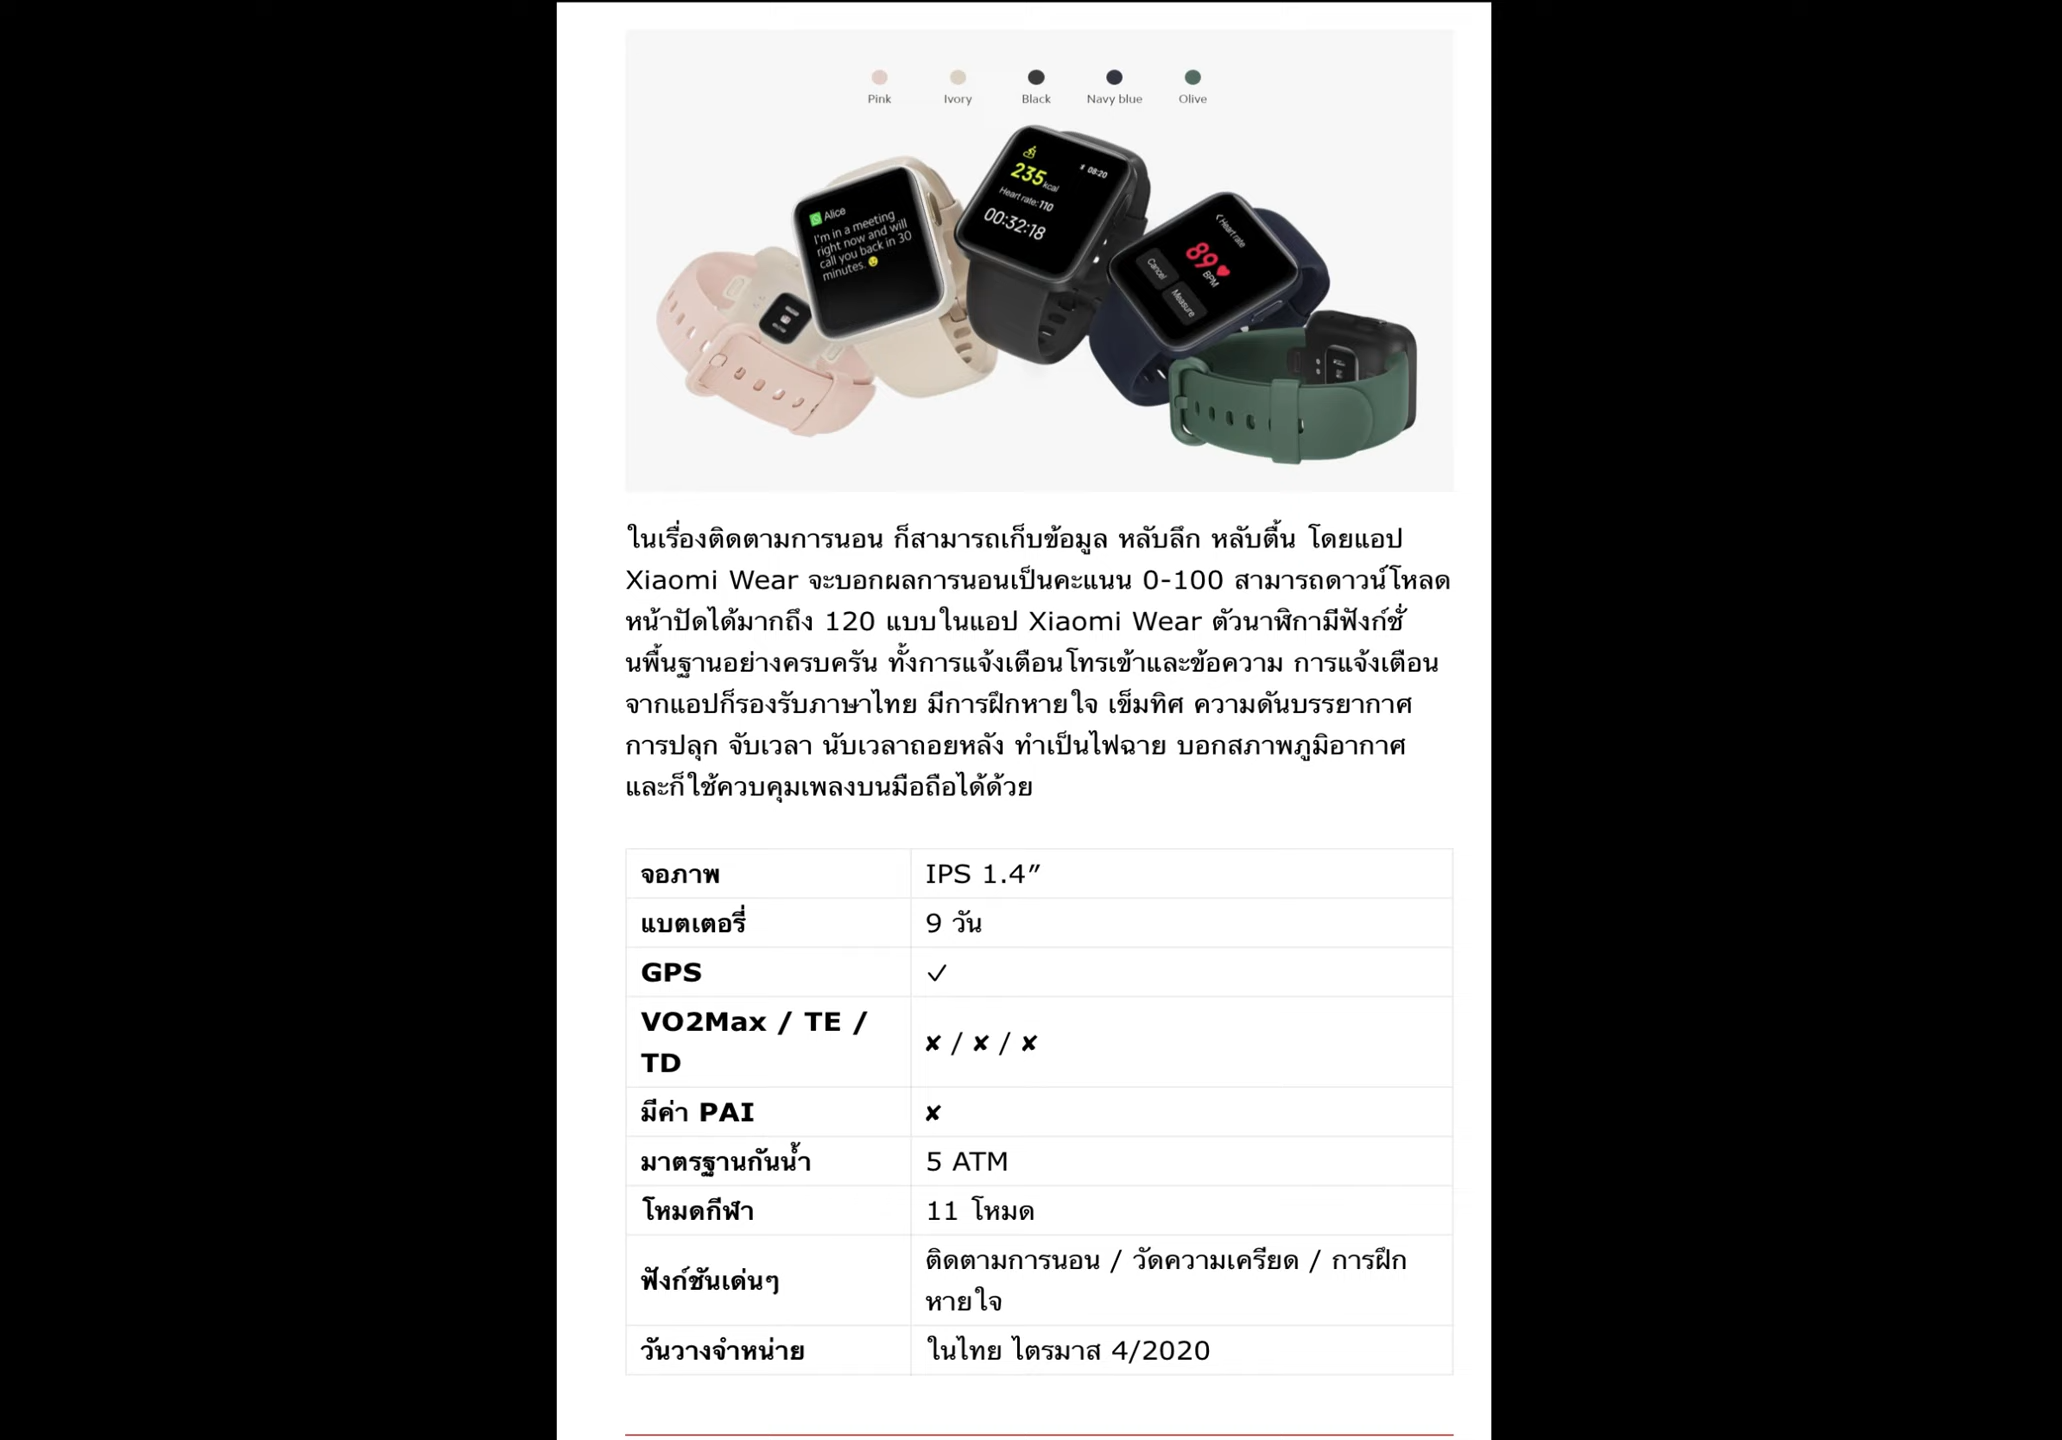 Pink Ivory Black Navy blue Olive
Alice
I'm in a meeting
right now and will
call you back in 30
minutes.
08:20
235 kcal
Heart rate: 110
00:32:18
Heart rate
89
BPM
Cancel
Measure
ในเรื่องติดตามการนอน ก็สามารถเก็บข้อมูล หลับลึก หลับตื้น โดยแอป
Xiaomi Wear จะบอกผลการนอนเป็นคะแนน 0-100 สามารถดาวน์โหลด
หน้าปัดได้มากถึง 120 แบบในแอป Xiaomi Wear ตัวนาฬิกามีฟังก์ชั่
นพื้นฐานอย่างครบครัน ทั้งการแจ้งเตือนโทรเข้าและข้อความ การแจ้งเตือน
จากแอปก็รองรับภาษาไทย มีการฝึกหายใจ เข็มทิศ ความดันบรรยากาศ
การปลุก จับเวลา นับเวลาถอยหลัง ทำเป็นไฟฉาย บอกสภาพภูมิอากาศ
และก็ใช้ควบคุมเพลงบนมือถือได้ด้วย
จอภาพ IPS 1.4″
แบตเตอรี่ 9 วัน
GPS ✓
VO2Max / TE /
TD ✘ / ✘ / ✘
มีค่า PAI ✘
มาตรฐานกันน้ำ 5 ATM
โหมดกีฬา 11 โหมด
ฟังก์ชันเด่นๆ ติดตามการนอน / วัดความเครียด / การฝึก
หายใจ
วันวางจำหน่าย ในไทย ไตรมาส 4/2020